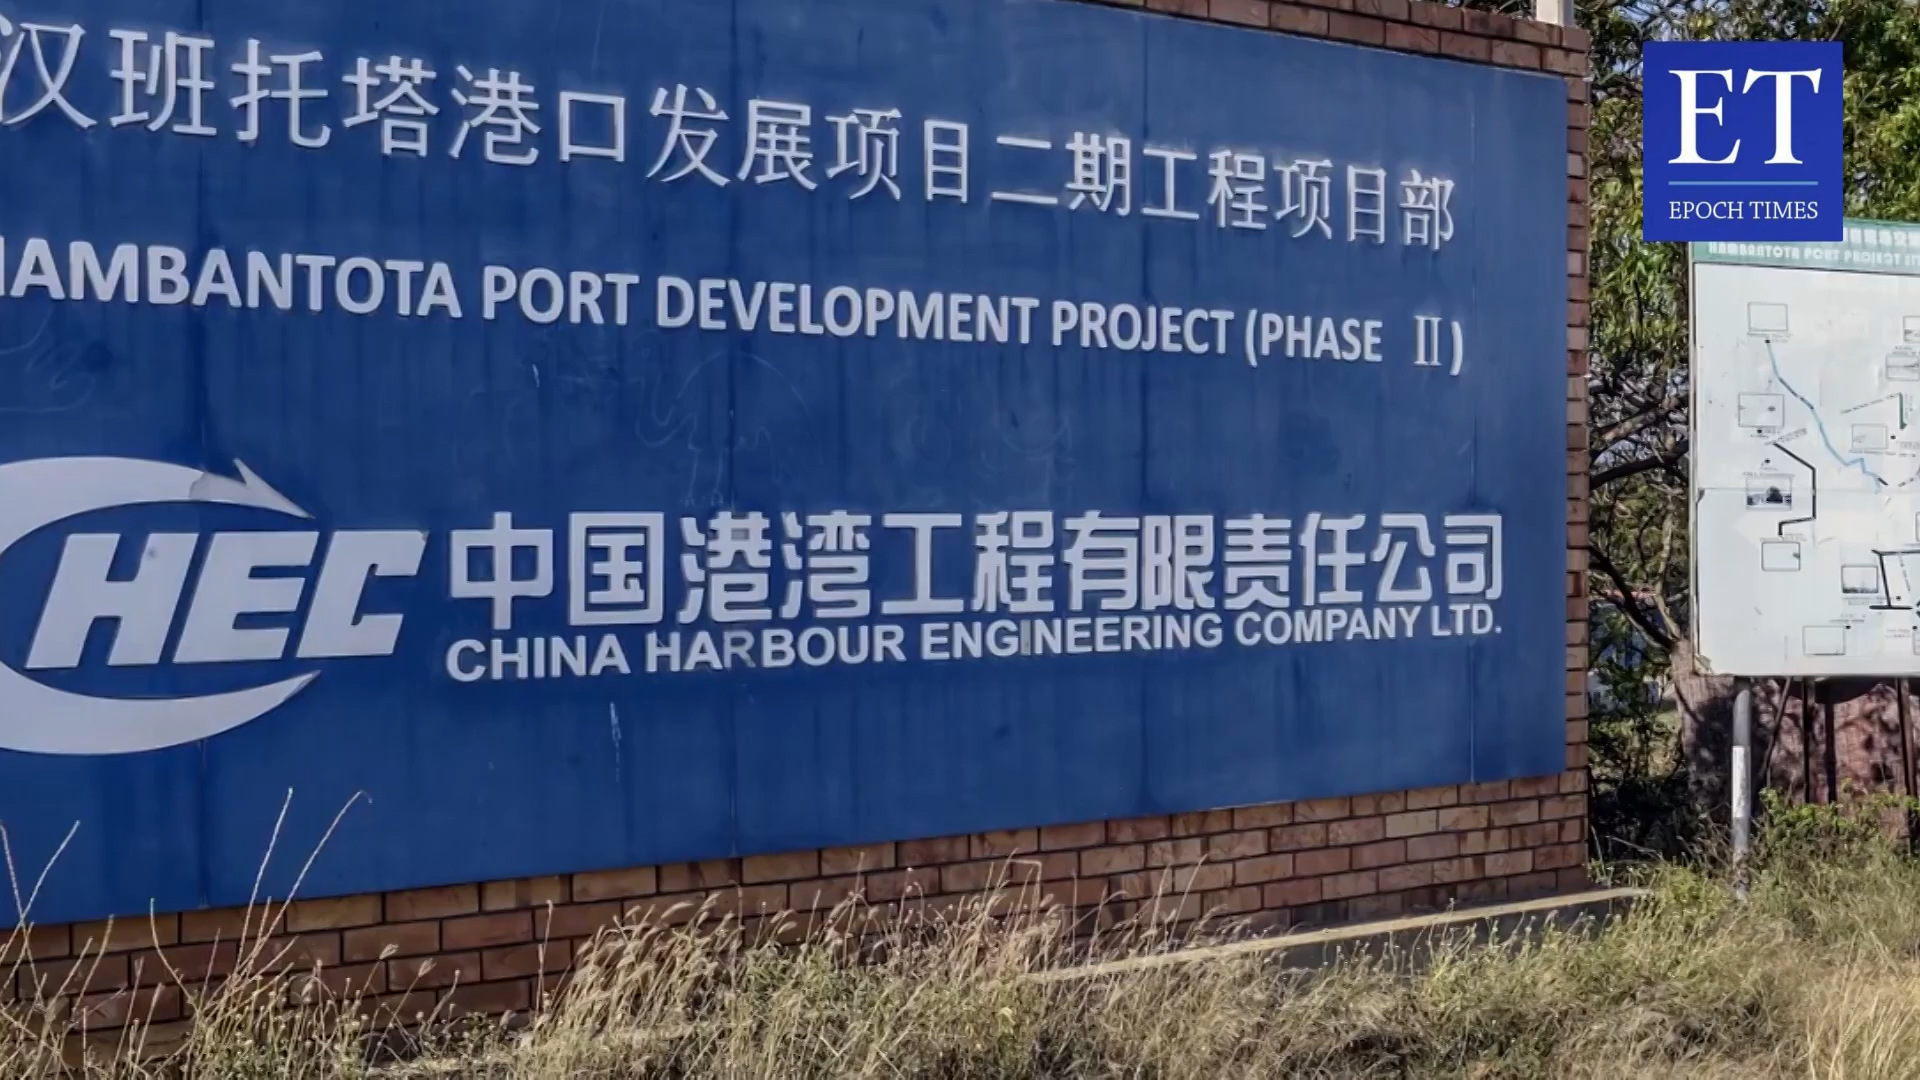 汉班托塔港口发展项目二期工程项目部
HAMBANTOTA PORT DEVELOPMENT PROJECT (PHASE Ⅱ)
CHEC
中国港湾工程有限责任公司
CHINA HARBOUR ENGINEERING COMPANY LTD.
ET
EPOCH TIMES
HAMBANTOTA PORT PROJECT